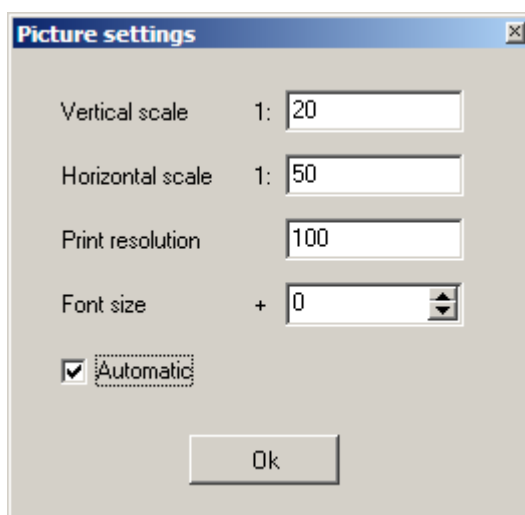 Picture settings
Vertical scale 1: 20
Horizontal scale 1: 50
Print resolution 100
Font size + 0
Automatic
Ok